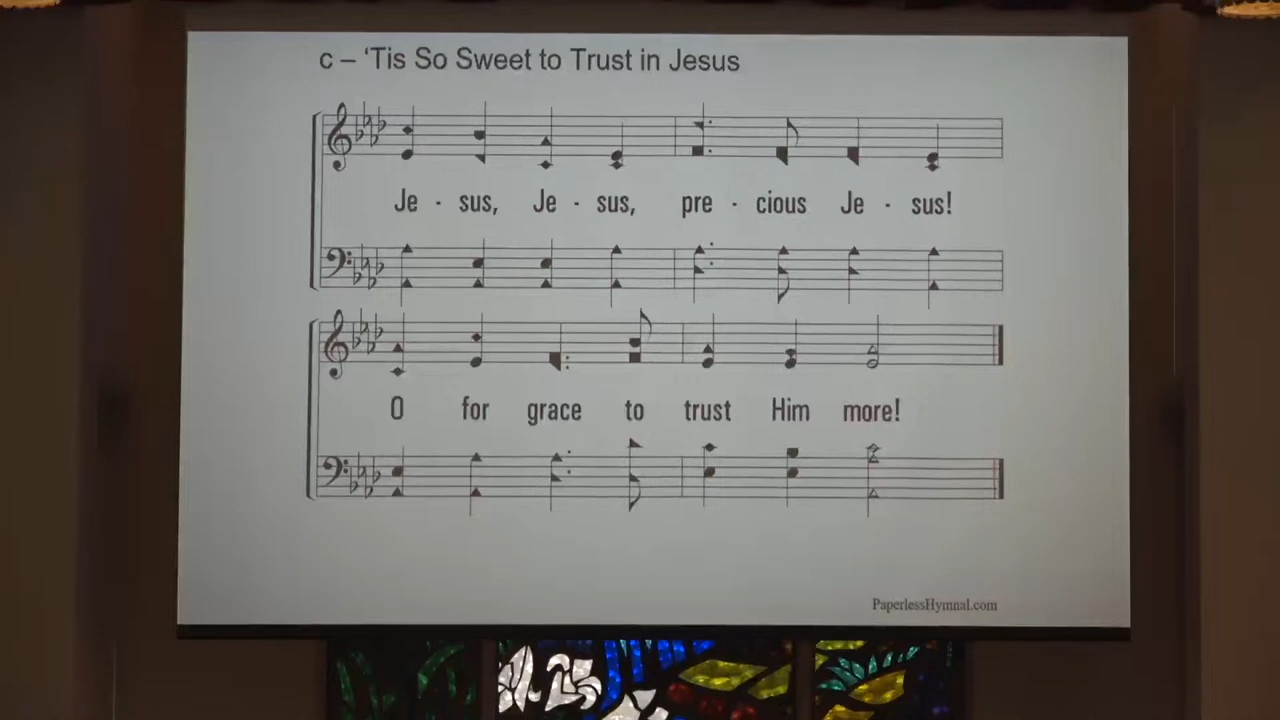 c – ‘Tis So Sweet to Trust in Jesus
Je - sus, Je - sus, pre - cious Je - sus!
O for grace to trust Him more!
PaperlessHymnal.com